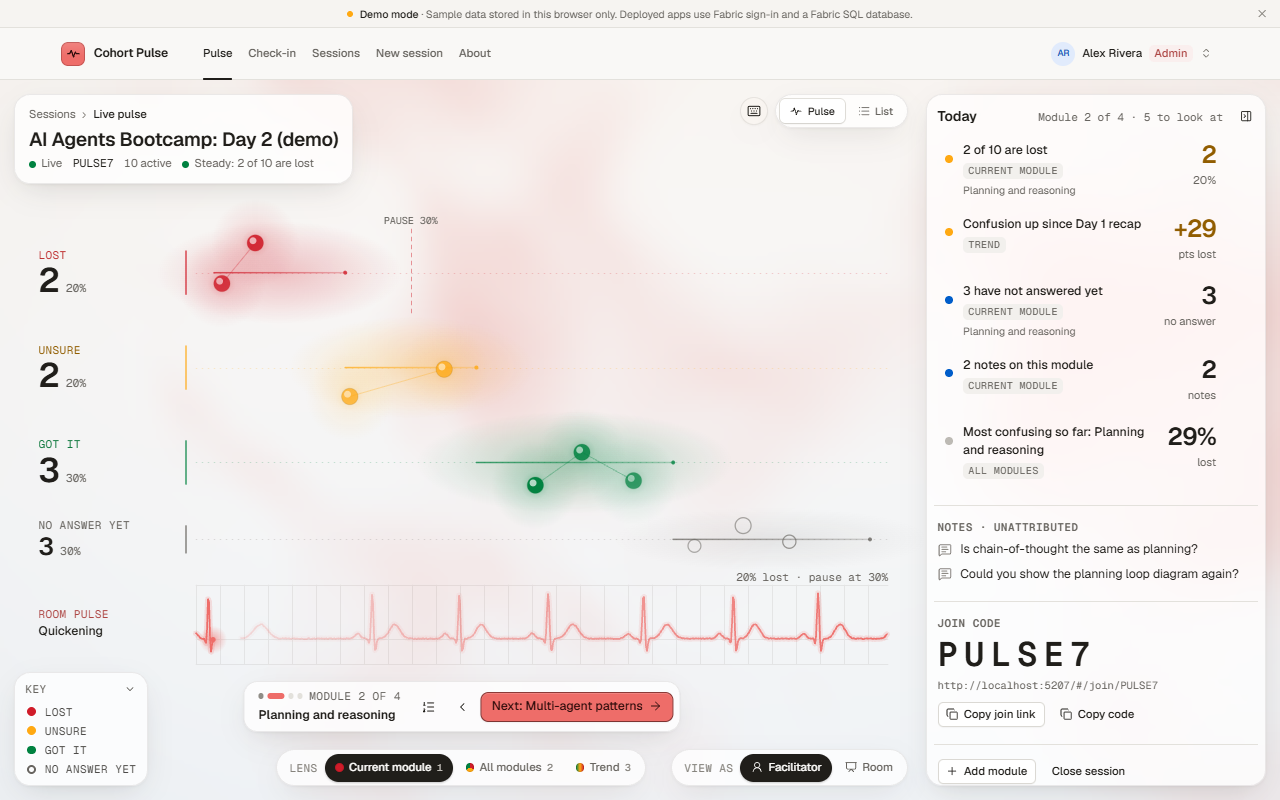 Demo mode · Sample data stored in this browser only. Deployed apps use Fabric sign-in and a Fabric SQL database.
Cohort Pulse
Pulse
Check-in
Sessions
New session
About
AR
Alex Rivera
Admin
Sessions › Live pulse
AI Agents Bootcamp: Day 2 (demo)
Live PULSE7 10 active Steady: 2 of 10 are lost
Pulse
List
PAUSE 30%
LOST
2 20%
UNSURE
2 20%
GOT IT
3 30%
NO ANSWER YET
3 30%
20% lost · pause at 30%
ROOM PULSE
Quickening
KEY
LOST
UNSURE
GOT IT
NO ANSWER YET
MODULE 2 OF 4
Planning and reasoning
Next: Multi-agent patterns
LENS
Current module 1
All modules 2
Trend 3
VIEW AS
Facilitator
Room
Today
Module 2 of 4 · 5 to look at
2 of 10 are lost
CURRENT MODULE
Planning and reasoning
2
20%
Confusion up since Day 1 recap
TREND
+29
pts lost
3 have not answered yet
CURRENT MODULE
Planning and reasoning
3
no answer
2 notes on this module
CURRENT MODULE
2
notes
Most confusing so far: Planning
and reasoning
ALL MODULES
29%
lost
NOTES · UNATTRIBUTED
Is chain-of-thought the same as planning?
Could you show the planning loop diagram again?
JOIN CODE
PULSE7
http://localhost:5207/#/join/PULSE7
Copy join link
Copy code
Add module
Close session